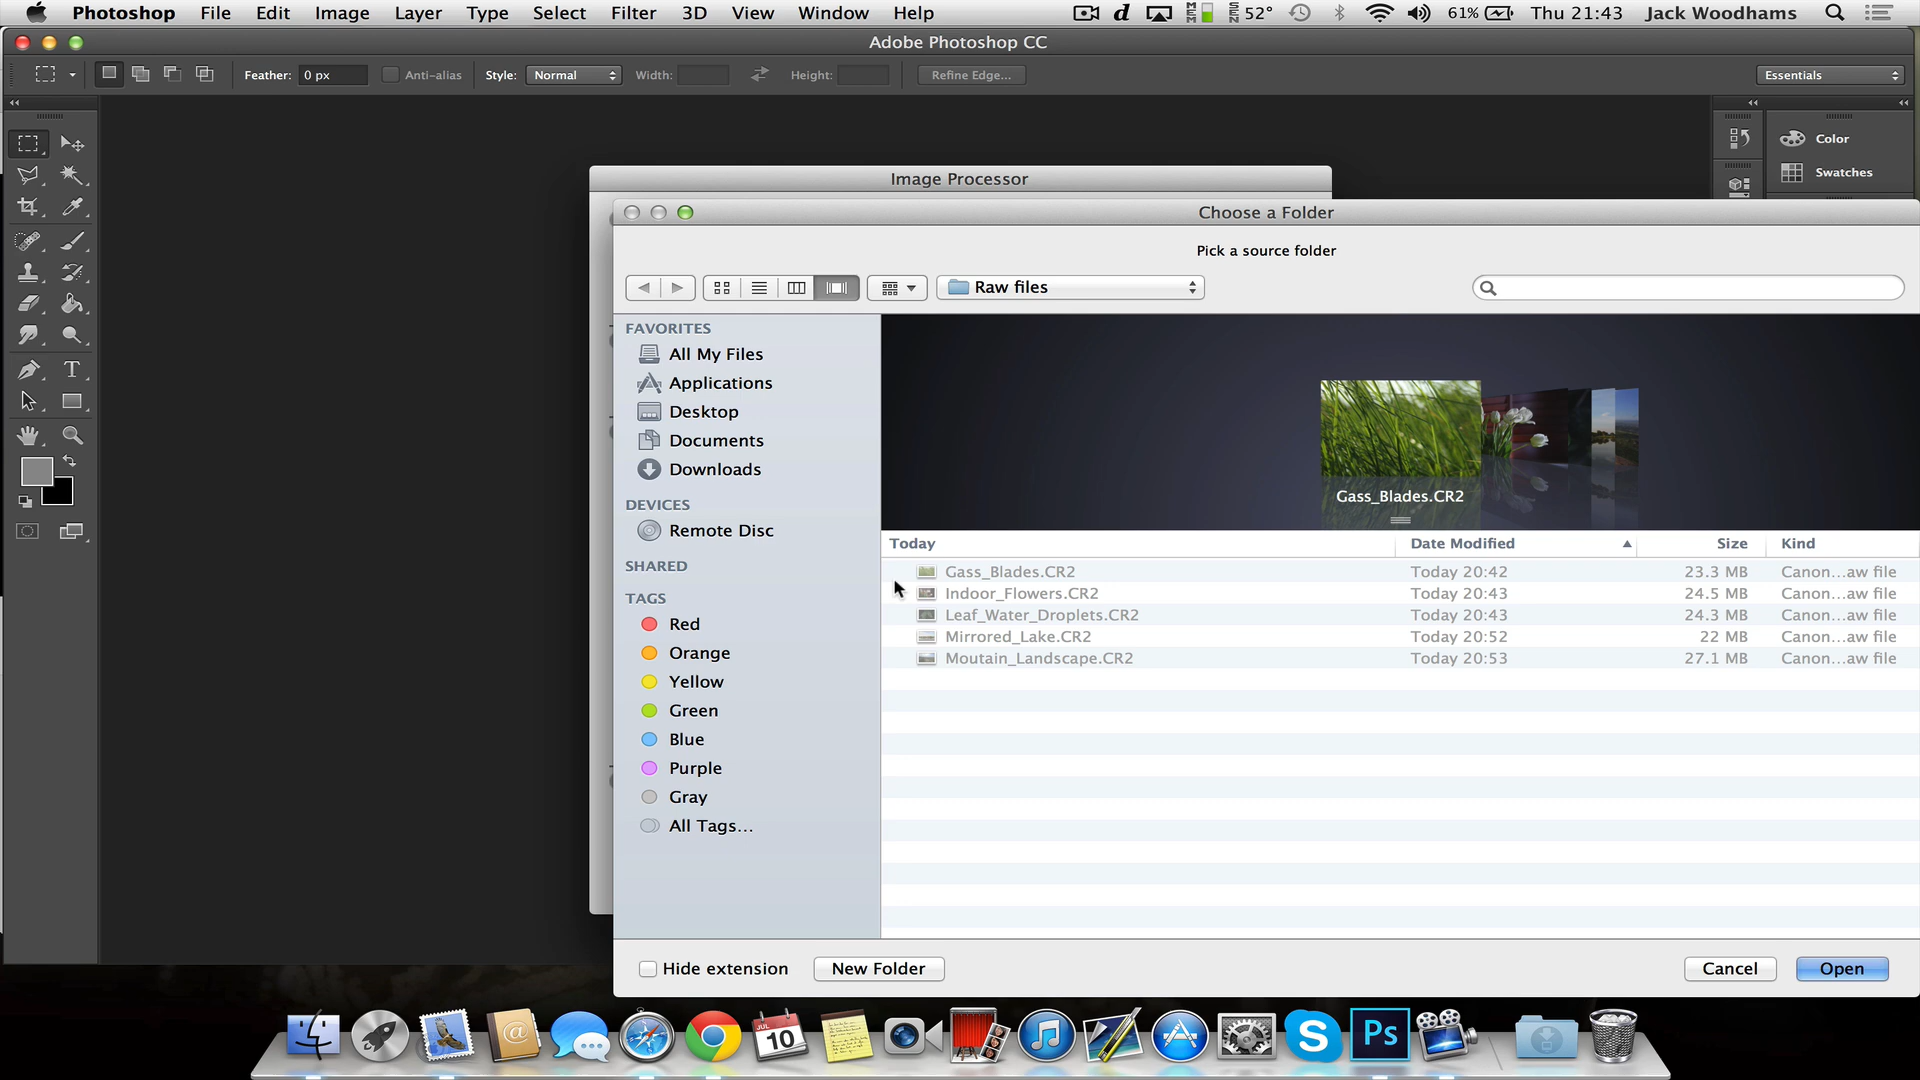 Photoshop File Edit Image Layer Type Select Filter 3D View Window Help d MEM SEN 52° 61% Thu 21:43 Jack Woodhams
Adobe Photoshop CC
Feather: 0 px Anti-alias Style: Normal Width: Height: Refine Edge... Essentials
Color
Swatches
Image Processor
Choose a Folder
Pick a source folder
Raw files
FAVORITES
All My Files
Applications
Desktop
Documents
Downloads
DEVICES
Remote Disc
SHARED
TAGS
Red
Orange
Yellow
Green
Blue
Purple
Gray
All Tags...
Gass_Blades.CR2
Today Date Modified Size Kind
Gass_Blades.CR2 Today 20:42 23.3 MB Canon...aw file
Indoor_Flowers.CR2 Today 20:43 24.5 MB Canon...aw file
Leaf_Water_Droplets.CR2 Today 20:43 24.3 MB Canon...aw file
Mirrored_Lake.CR2 Today 20:52 22 MB Canon...aw file
Moutain_Landscape.CR2 Today 20:53 27.1 MB Canon...aw file
Hide extension New Folder Cancel Open
T
@
JUL
10
S
Ps